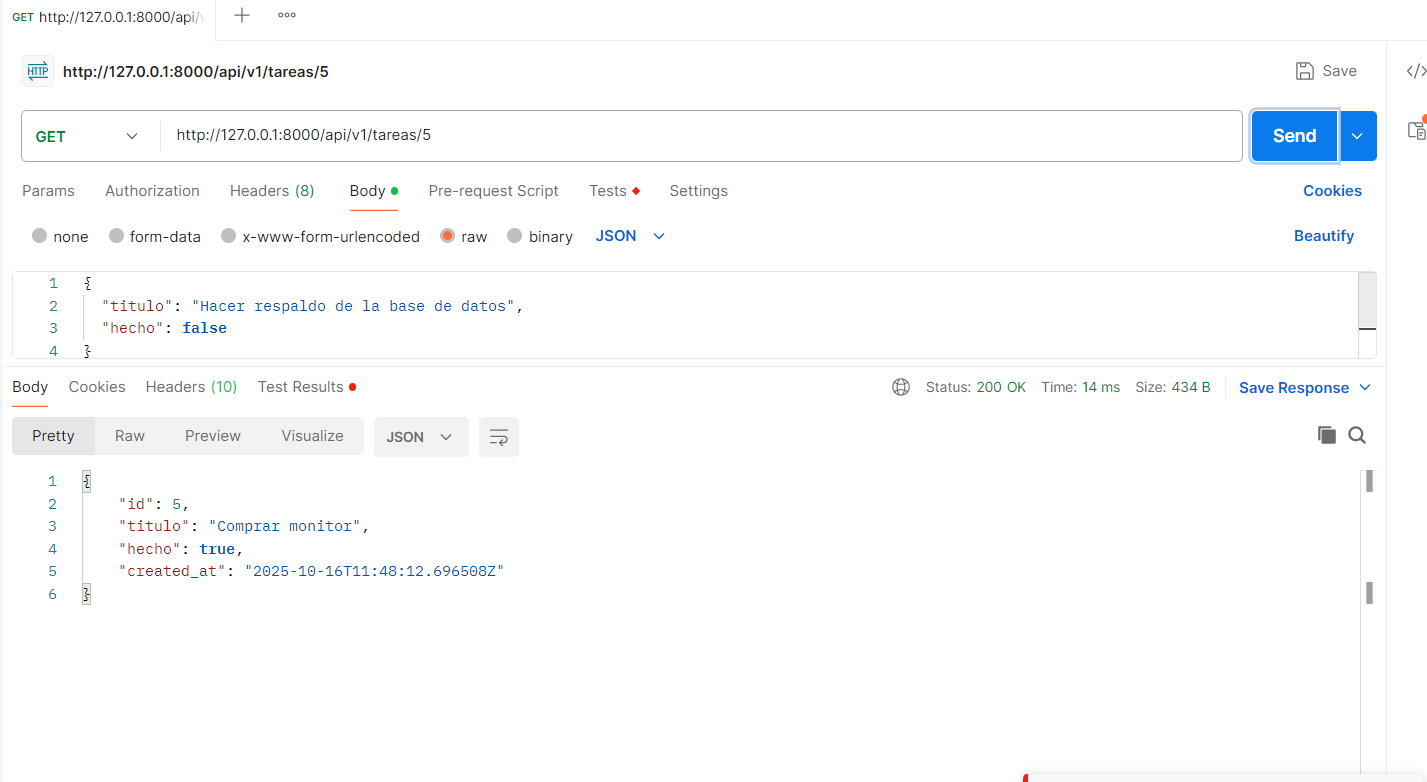 GET http://127.0.0.1:8000/api/v
HTTP http://127.0.0.1:8000/api/v1/tareas/5
Save
GET http://127.0.0.1:8000/api/v1/tareas/5
Send
Params Authorization Headers (8) Body Pre-request Script Tests Settings Cookies
none form-data x-www-form-urlencoded raw binary JSON Beautify
1 {
2 "titulo": "Hacer respaldo de la base de datos",
3 "hecho": false
4 }
Body Cookies Headers (10) Test Results Status: 200 OK Time: 14 ms Size: 434 B Save Response
Pretty Raw Preview Visualize JSON
1 {
2 "id": 5,
3 "titulo": "Comprar monitor",
4 "hecho": true,
5 "created_at": "2025-10-16T11:48:12.696508Z"
6 }